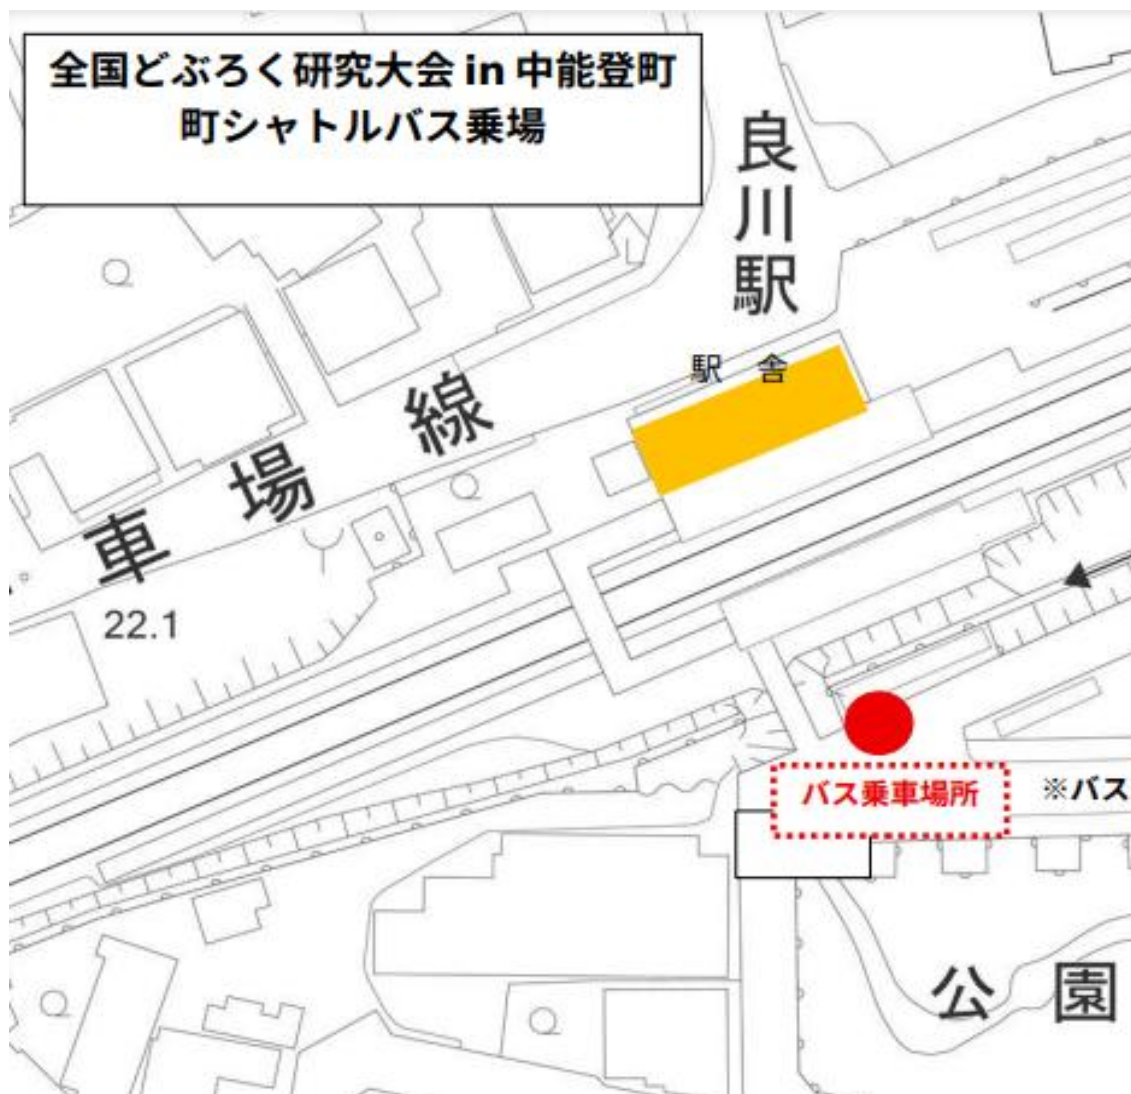 全国どぶろく研究大会 in 中能登町
町シャトルバス乗場
良川駅
駅 舎
車場線
22.1
バス乗車場所
※バス
公園